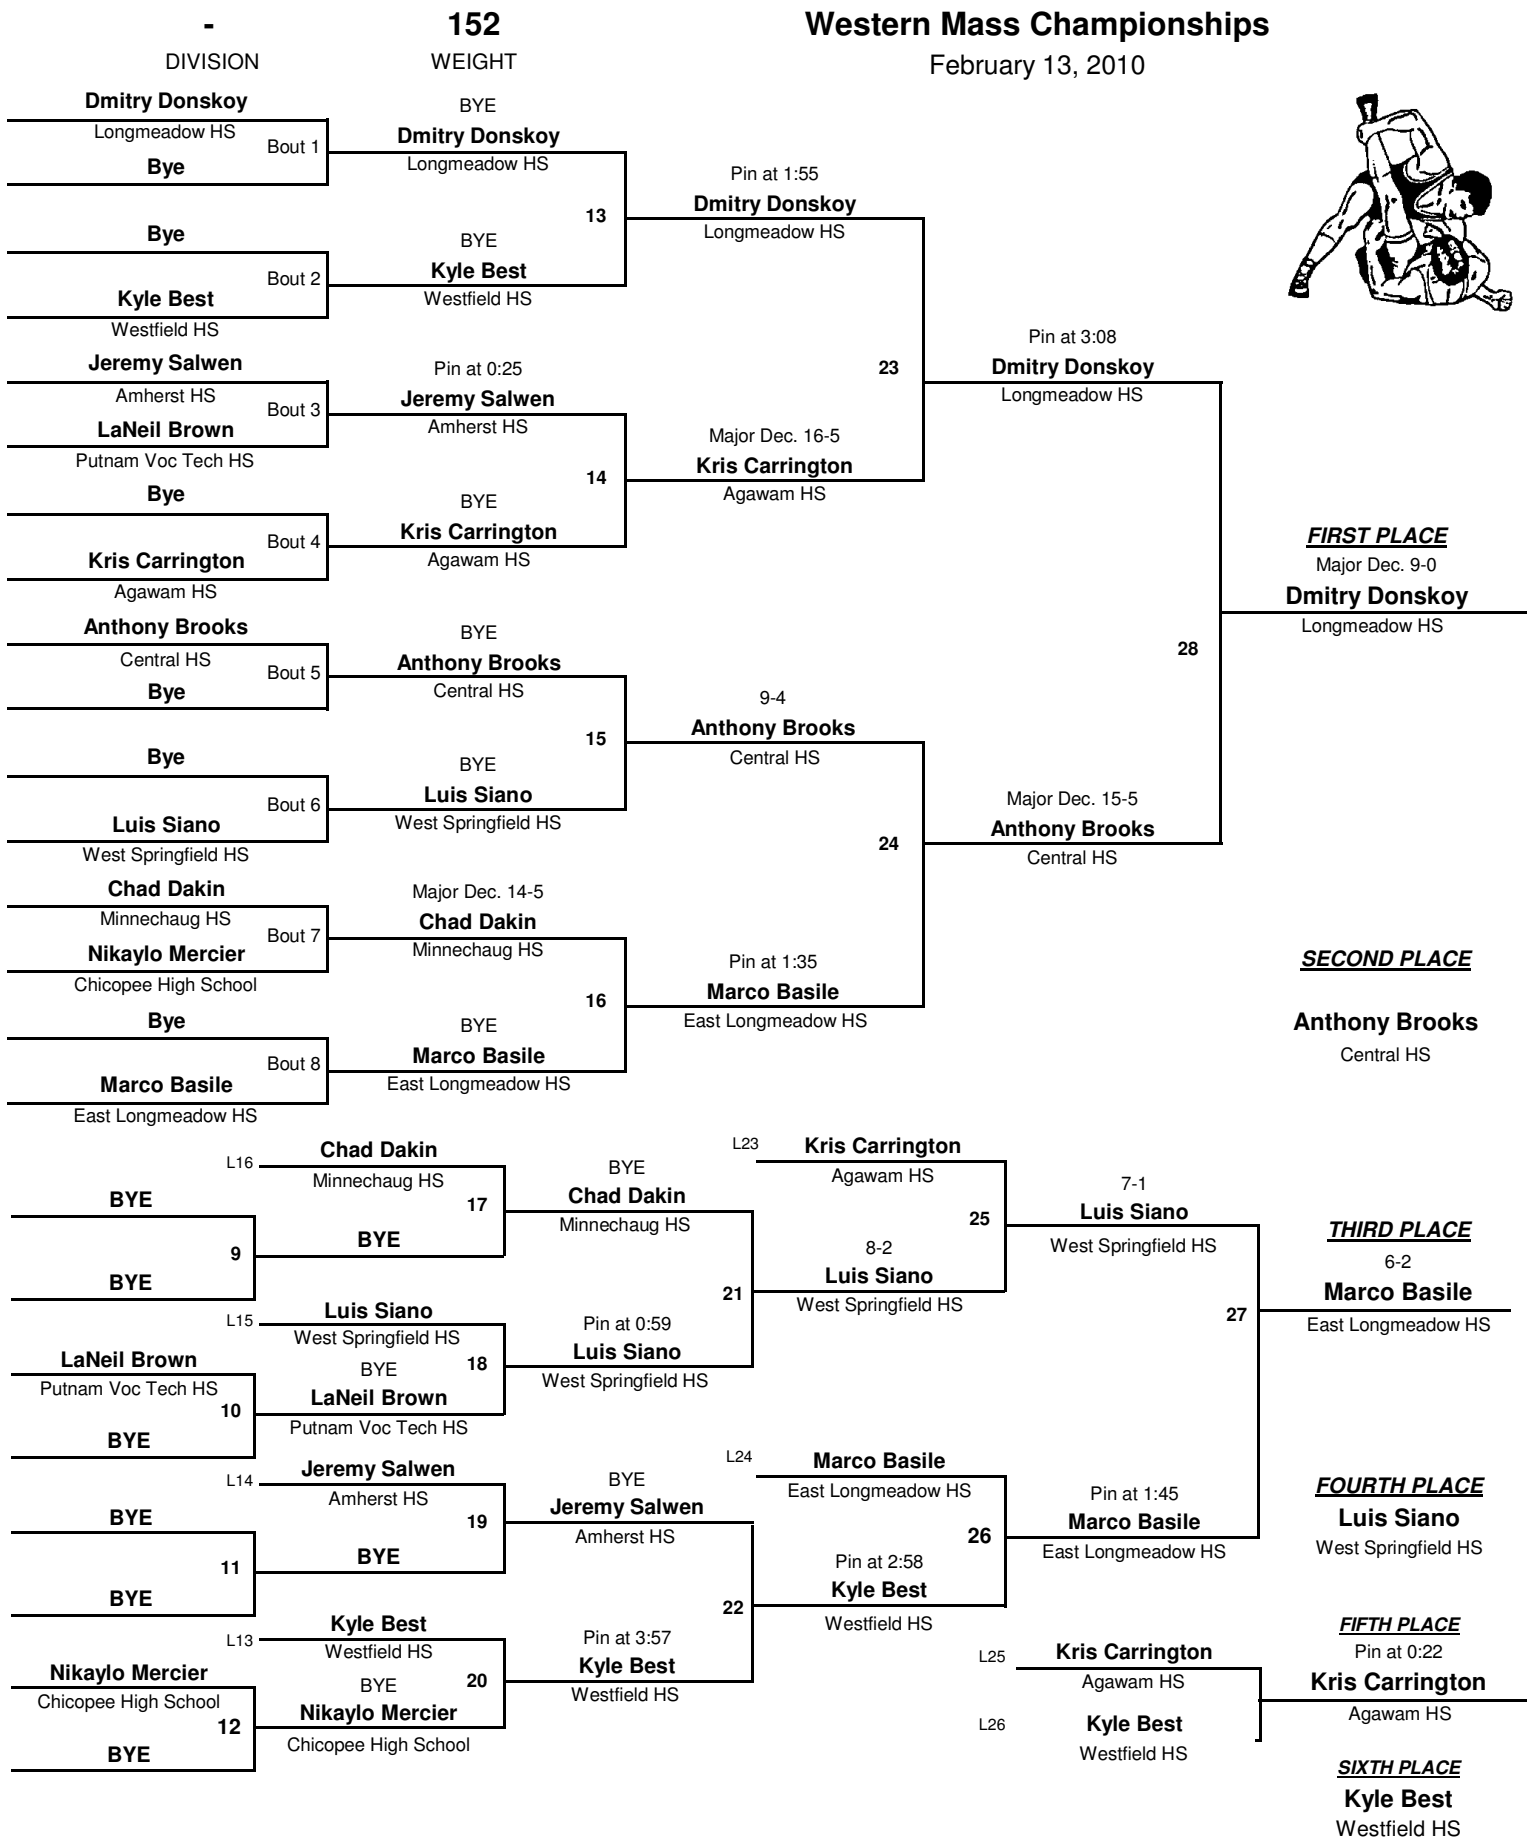 - 152 Western Mass Championships
DIVISION WEIGHT February 13, 2010
Dmitry Donskoy
Longmeadow HS
Bout 1
Bye
Bye
Bout 2
Kyle Best
Westfield HS
Jeremy Salwen
Amherst HS
Bout 3
LaNeil Brown
Putnam Voc Tech HS
Bye
Bout 4
Kris Carrington
Agawam HS
Anthony Brooks
Central HS
Bout 5
Bye
Bye
Bout 6
Luis Siano
West Springfield HS
Chad Dakin
Minnechaug HS
Bout 7
Nikaylo Mercier
Chicopee High School
Bye
Bout 8
Marco Basile
East Longmeadow HS
BYE
Dmitry Donskoy
Longmeadow HS
13
BYE
Kyle Best
Westfield HS
Pin at 0:25
Jeremy Salwen
Amherst HS
14
BYE
Kris Carrington
Agawam HS
BYE
Anthony Brooks
Central HS
15
BYE
Luis Siano
West Springfield HS
Major Dec. 14-5
Chad Dakin
Minnechaug HS
16
BYE
Marco Basile
East Longmeadow HS
Pin at 1:55
Dmitry Donskoy
Longmeadow HS
23
Major Dec. 16-5
Kris Carrington
Agawam HS
9-4
Anthony Brooks
Central HS
24
Pin at 1:35
Marco Basile
East Longmeadow HS
Pin at 3:08
Dmitry Donskoy
Longmeadow HS
28
Major Dec. 15-5
Anthony Brooks
Central HS
FIRST PLACE
Major Dec. 9-0
Dmitry Donskoy
Longmeadow HS
SECOND PLACE
Anthony Brooks
Central HS
BYE
9
BYE
LaNeil Brown
Putnam Voc Tech HS
10
BYE
BYE
11
BYE
Nikaylo Mercier
Chicopee High School
12
BYE
L16
Chad Dakin
Minnechaug HS
17
BYE
L15
Luis Siano
West Springfield HS
BYE
18
LaNeil Brown
Putnam Voc Tech HS
L14
Jeremy Salwen
Amherst HS
19
BYE
L13
Kyle Best
Westfield HS
BYE
20
Nikaylo Mercier
Chicopee High School
BYE
Chad Dakin
Minnechaug HS
21
Pin at 0:59
Luis Siano
West Springfield HS
BYE
Jeremy Salwen
Amherst HS
22
Pin at 3:57
Kyle Best
Westfield HS
L23
Kris Carrington
Agawam HS
25
8-2
Luis Siano
West Springfield HS
L24
Marco Basile
East Longmeadow HS
26
Pin at 2:58
Kyle Best
Westfield HS
7-1
Luis Siano
West Springfield HS
27
Pin at 1:45
Marco Basile
East Longmeadow HS
L25
Kris Carrington
Agawam HS
L26
Kyle Best
Westfield HS
THIRD PLACE
6-2
Marco Basile
East Longmeadow HS
FOURTH PLACE
Luis Siano
West Springfield HS
FIFTH PLACE
Pin at 0:22
Kris Carrington
Agawam HS
SIXTH PLACE
Kyle Best
Westfield HS